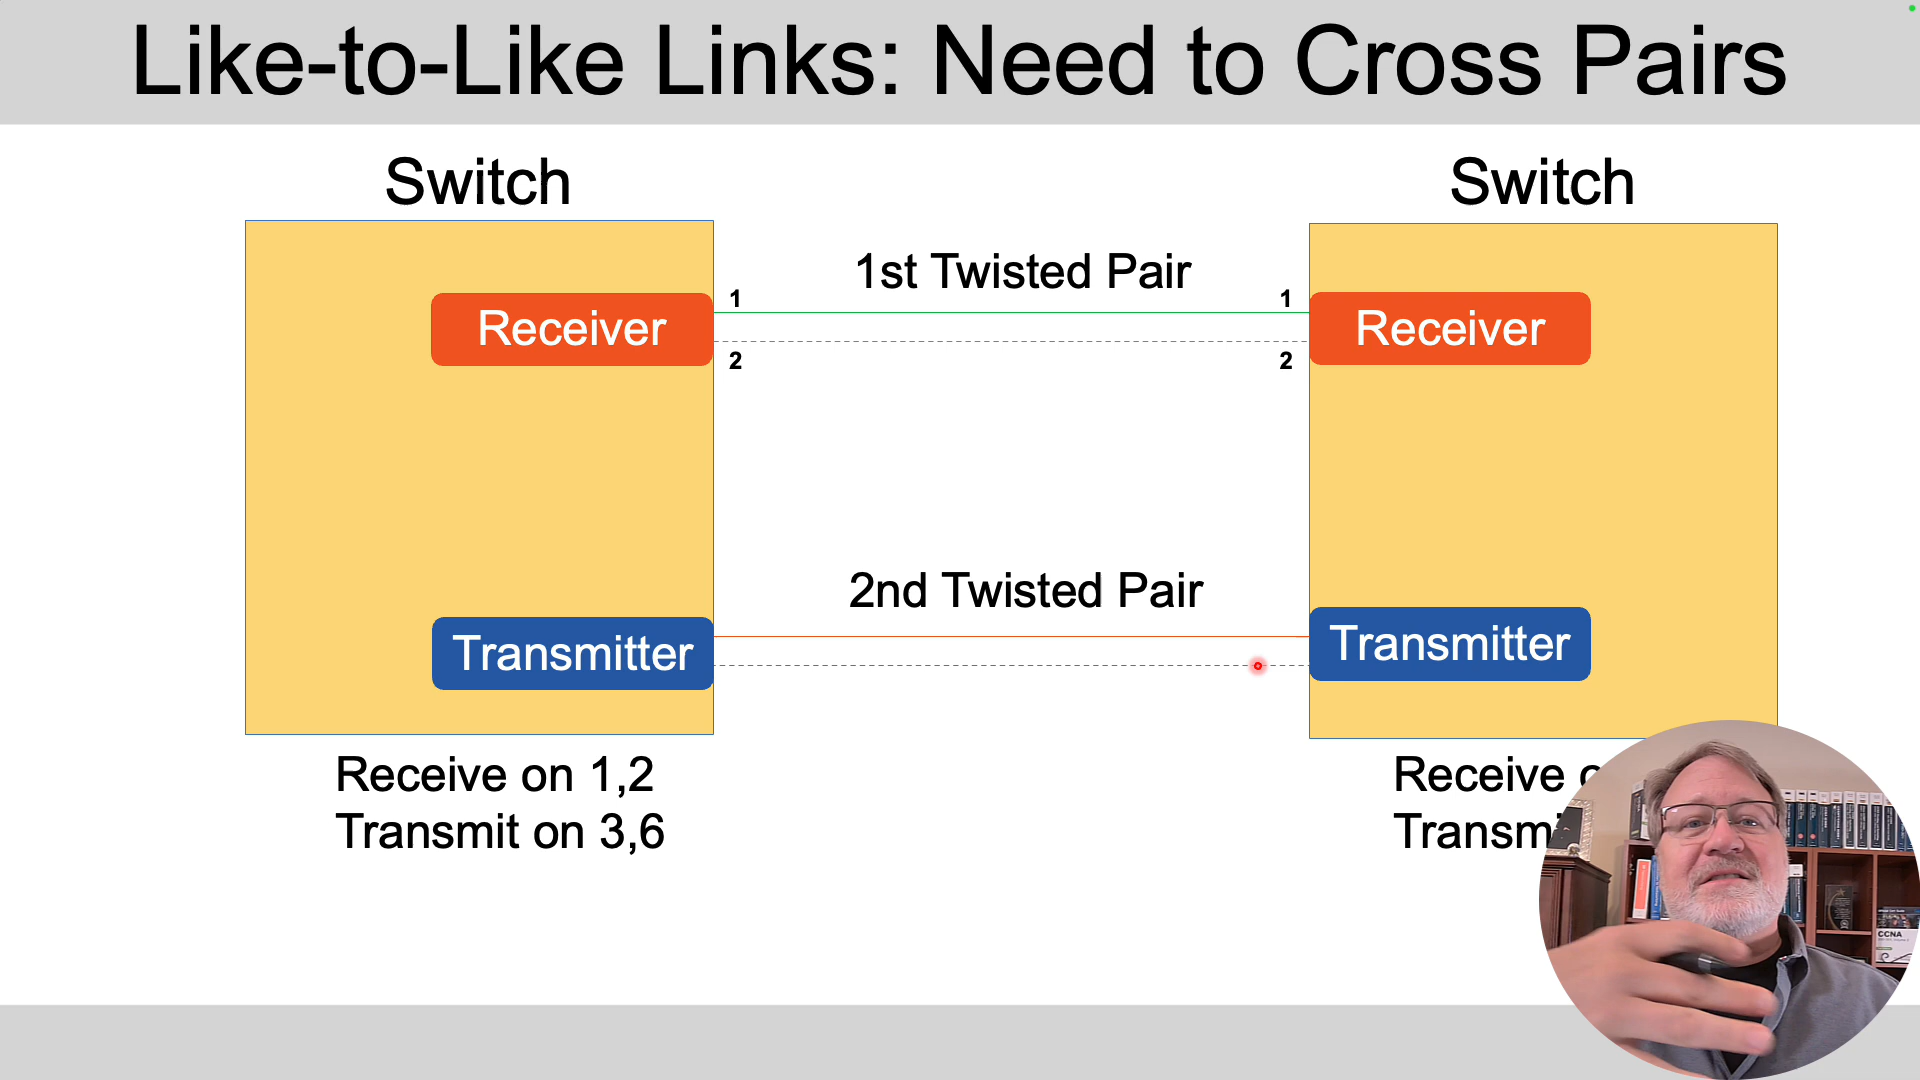 Like-to-Like Links: Need to Cross Pairs
Switch
Switch
1st Twisted Pair
1
1
Receiver
Receiver
2
2
2nd Twisted Pair
Transmitter
Transmitter
Receive on 1,2
Transmit on 3,6
Receive
CCNA